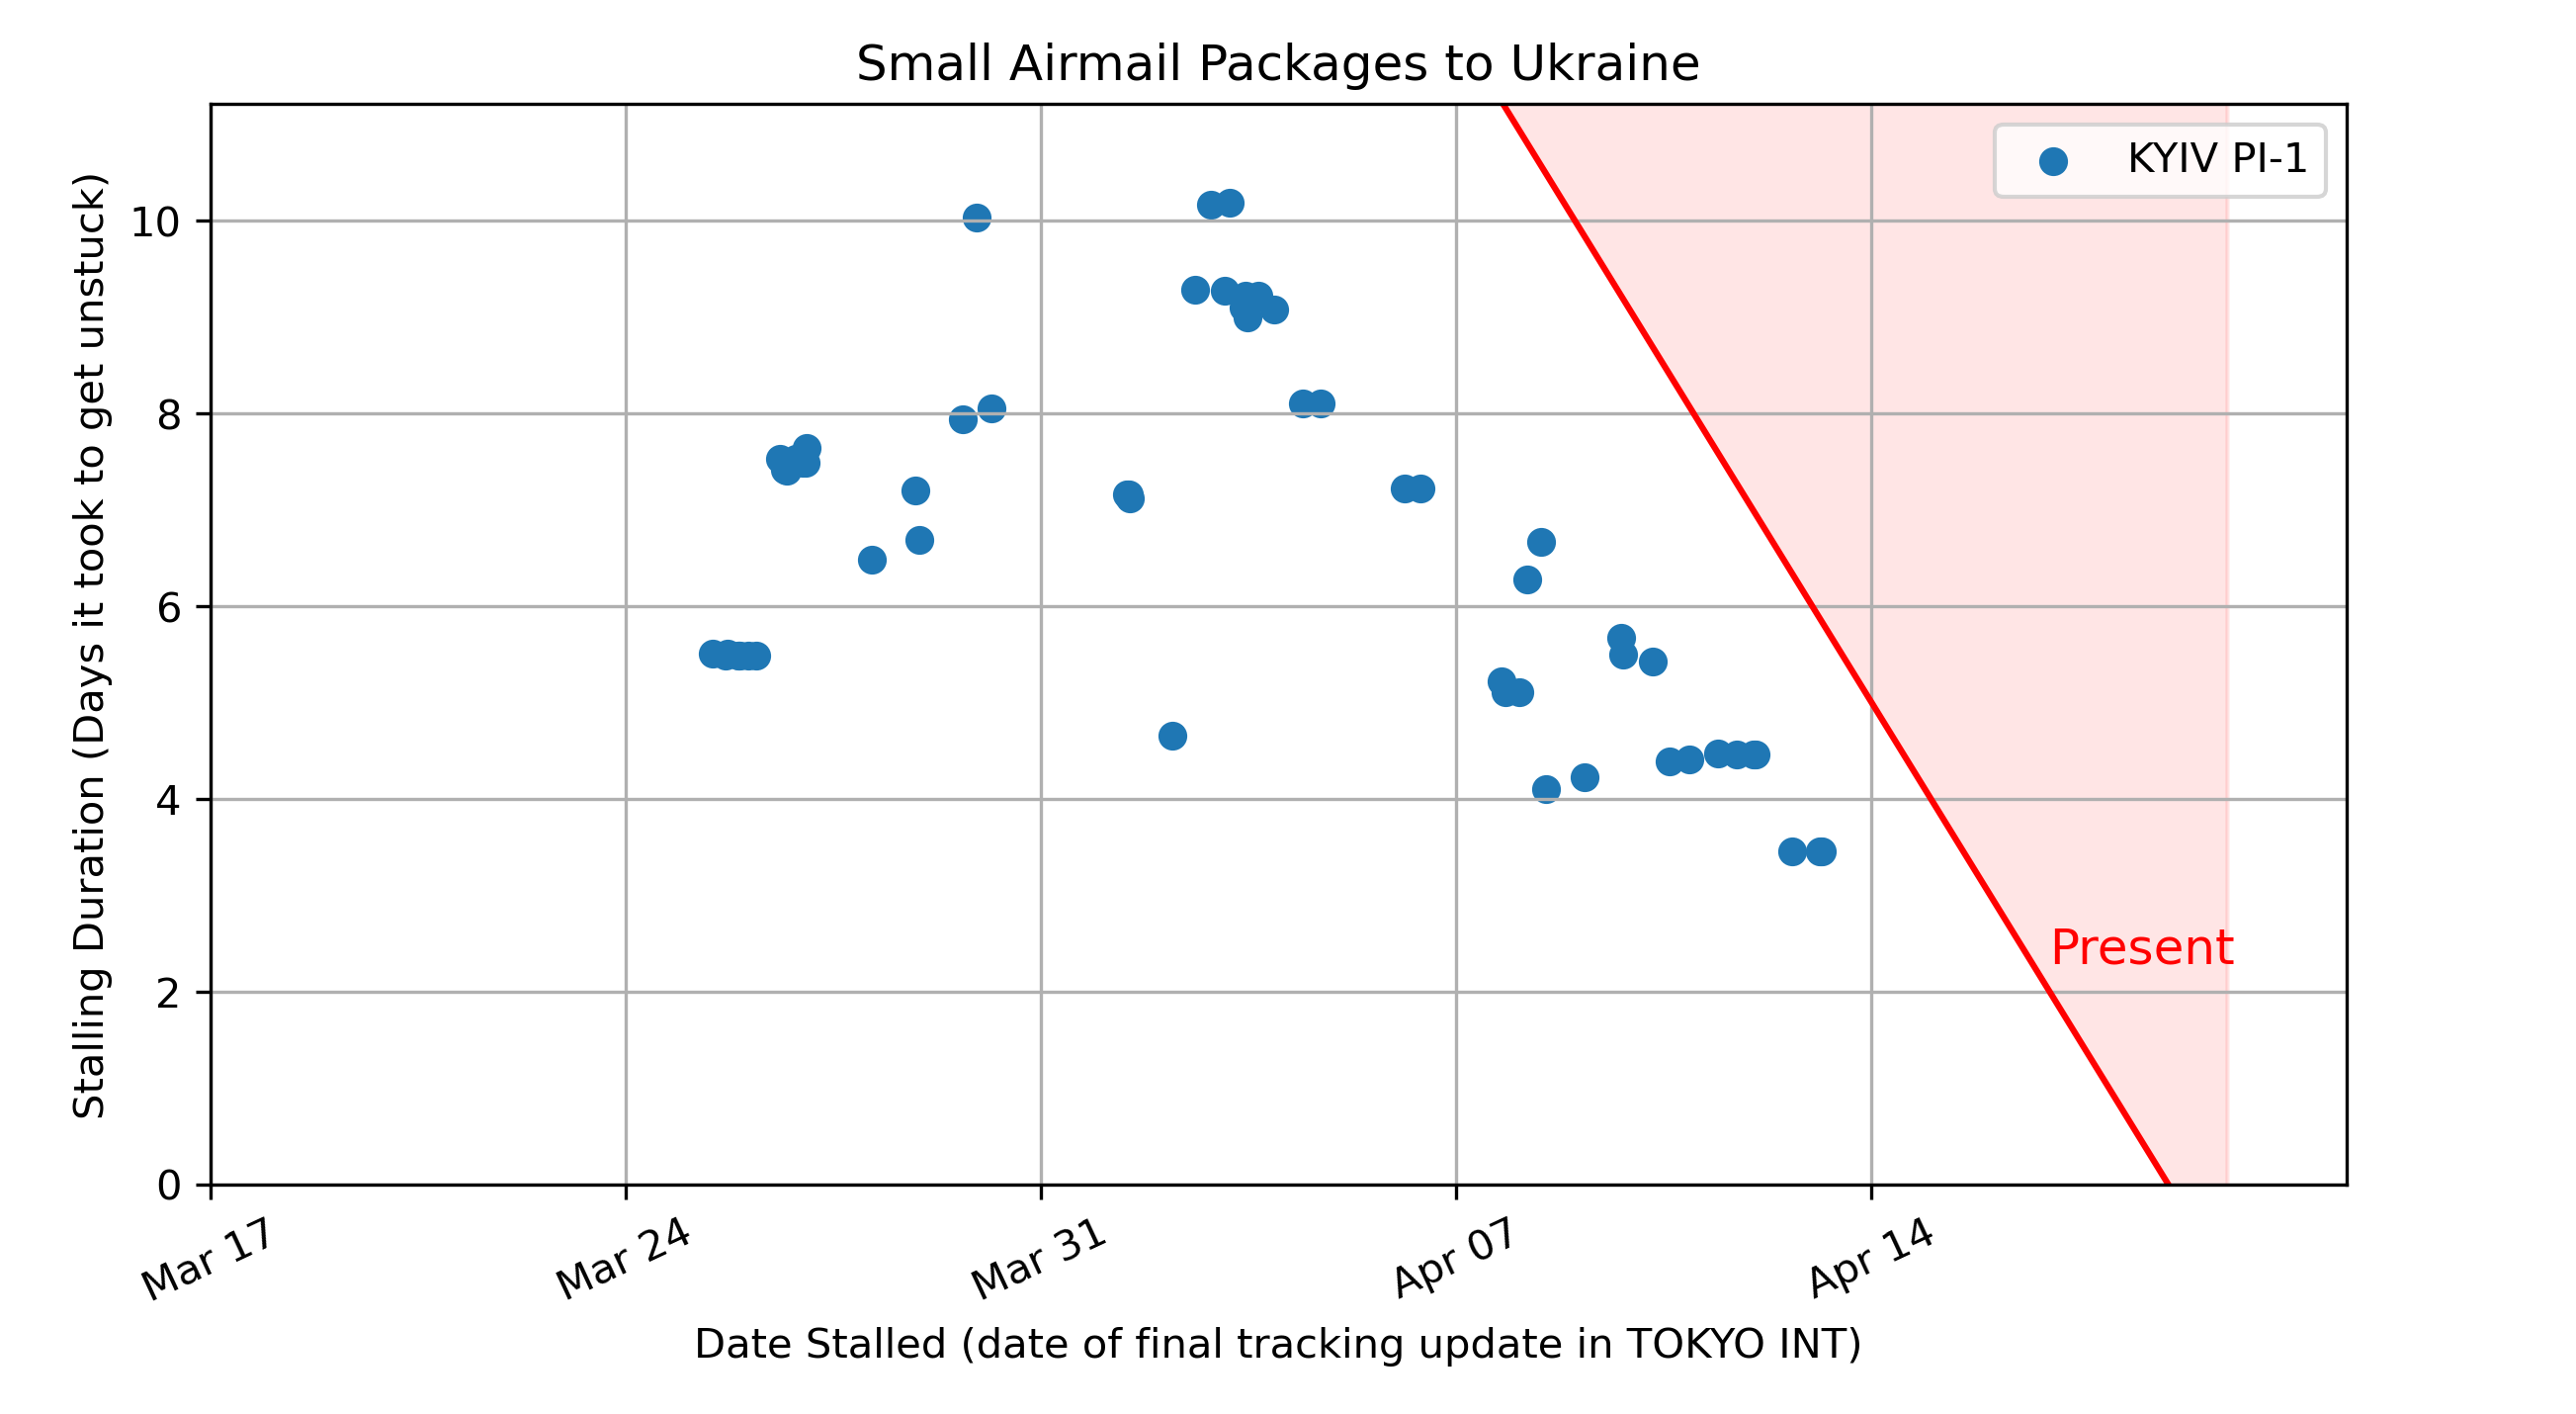 Small Airmail Packages to Ukraine
KYIV PI-1
Stalling Duration (Days it took to get unstuck)
10
8
6
4
2
0
Present
Mar 17
Mar 24
Mar 31
Apr 07
Apr 14
Date Stalled (date of final tracking update in TOKYO INT)